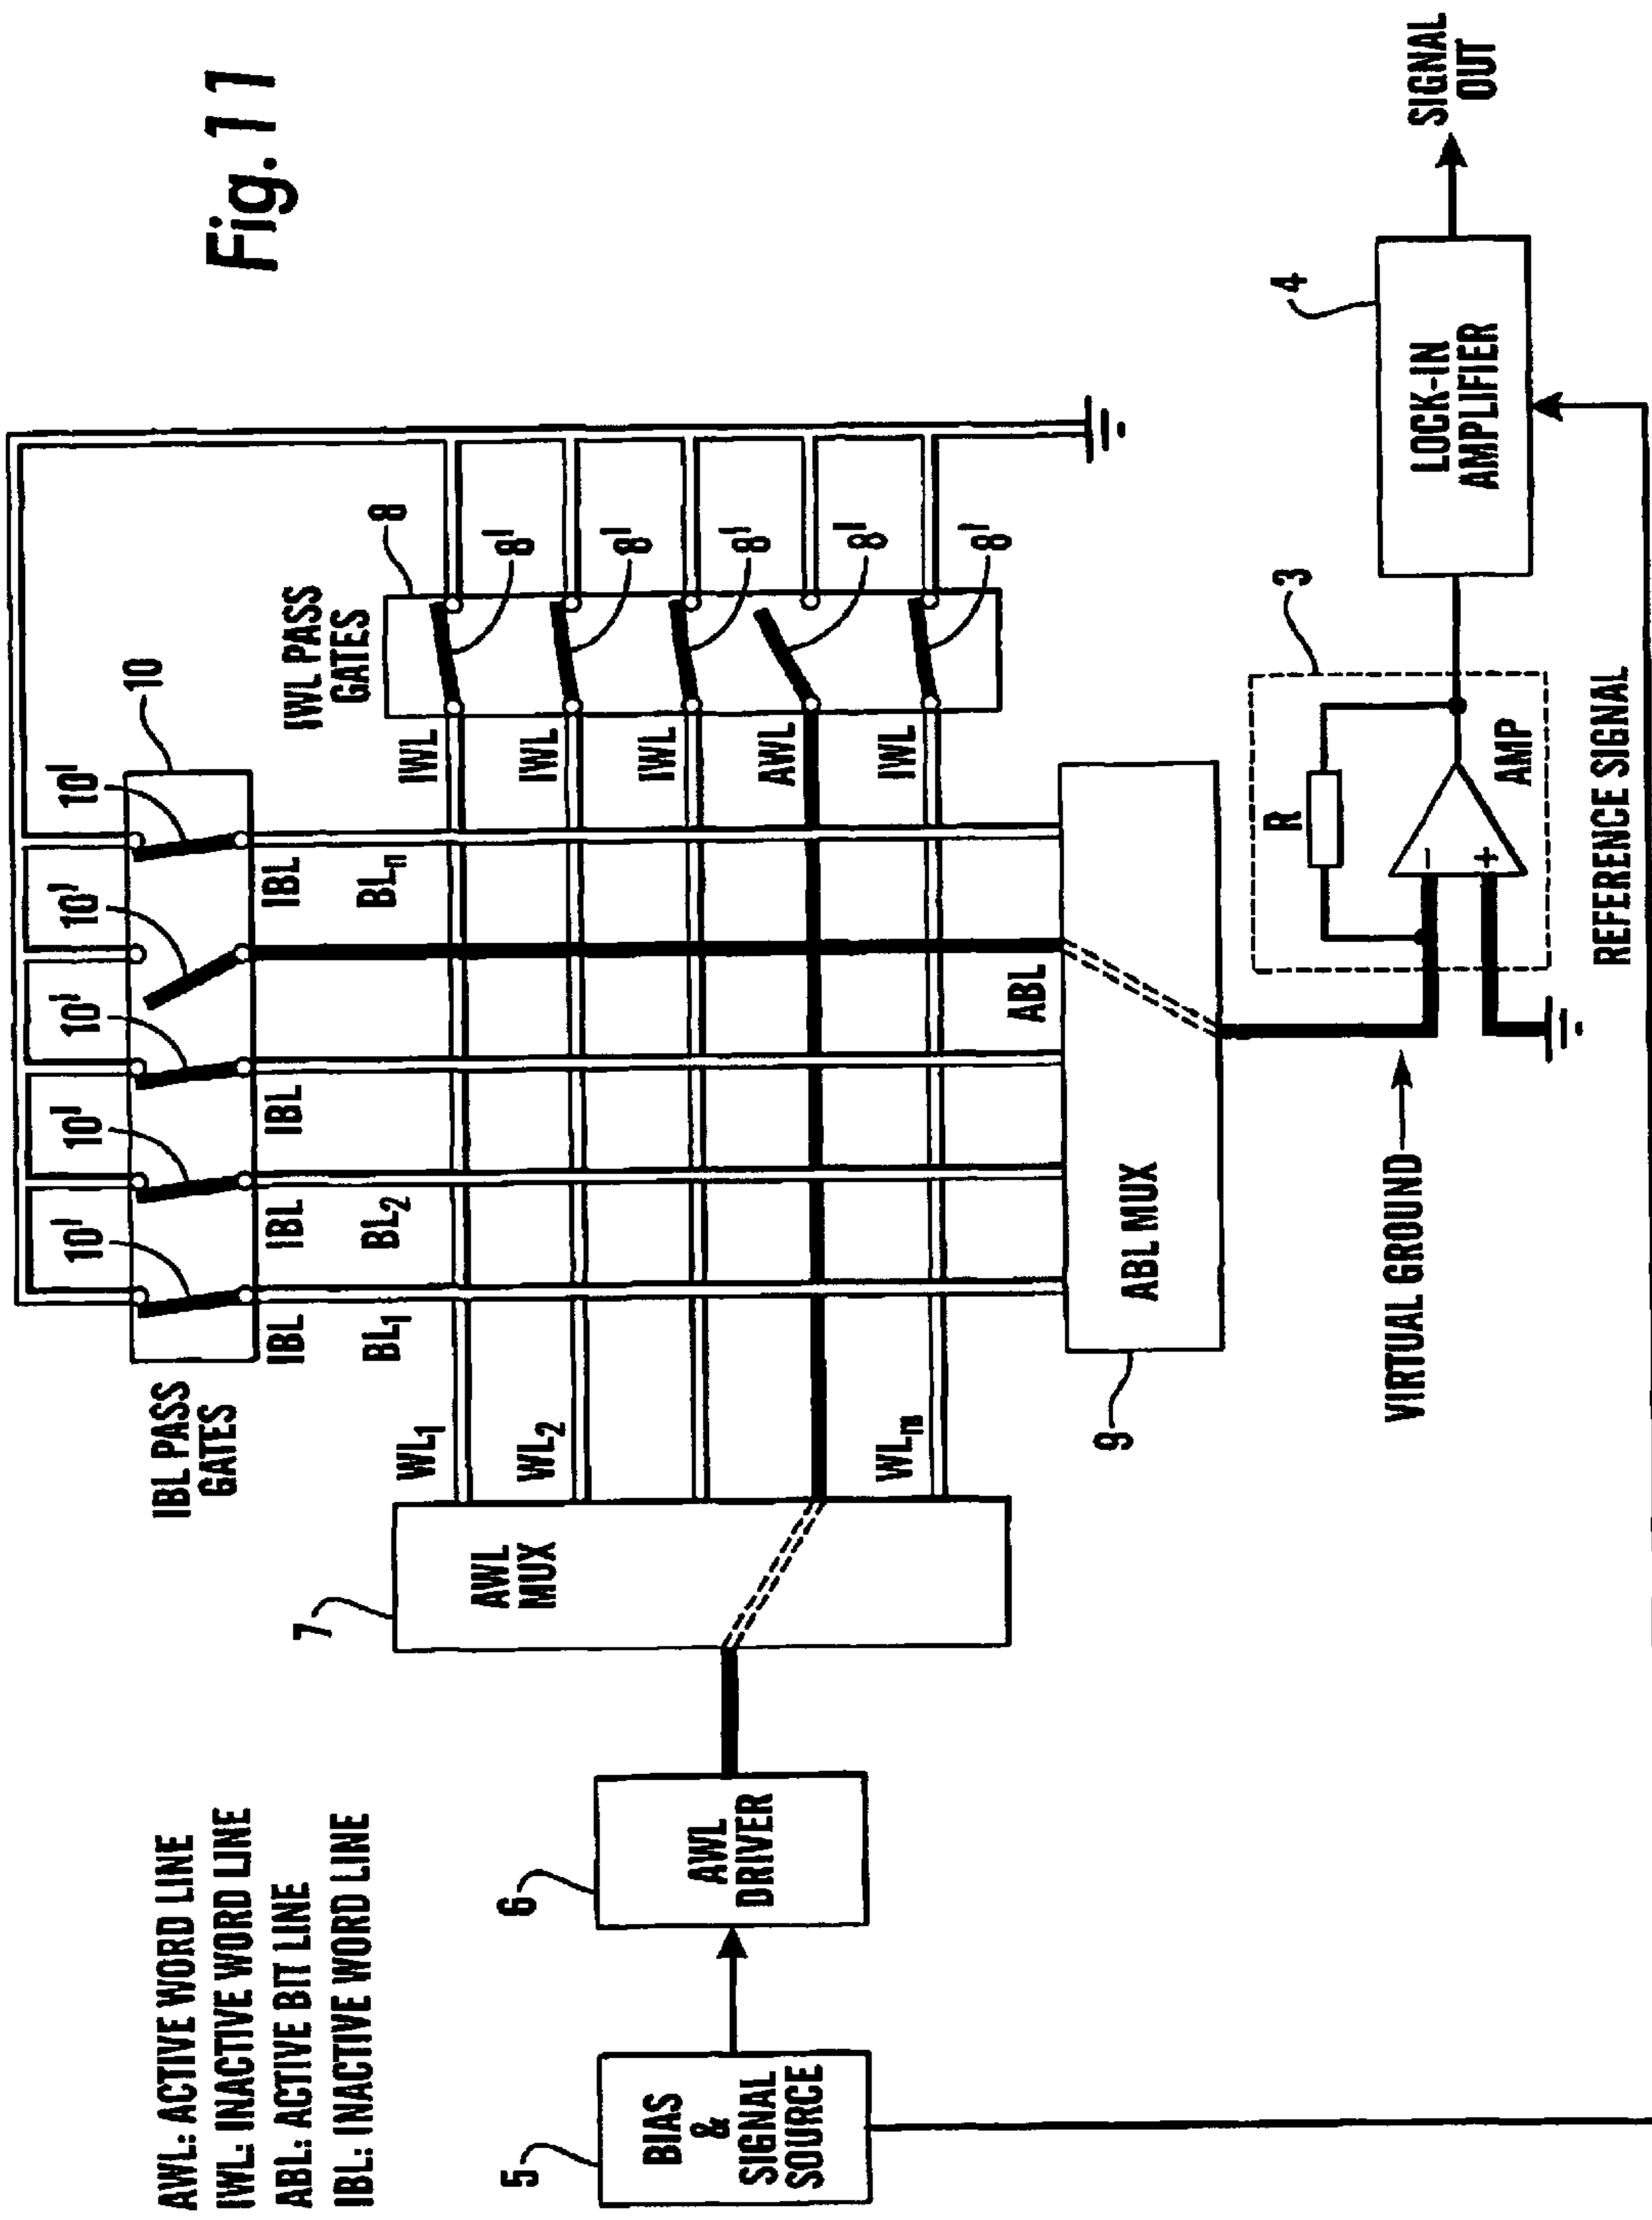 Fig. 11
AWL: ACTIVE WORD LINE
IWL: INACTIVE WORD LINE
ABL: ACTIVE BIT LINE
IBL: INACTIVE WORD LINE
IBL PASS
GATES
10
10'
10'
10'
10'
10'
IBL
IBL
IBL
IBL
BL1
BL2
BLn
IWL PASS
GATES
8
8'
8'
8'
8'
8'
IWL
IWL
IWL
AWL
IWL
WL1
WL2
WLm
7
AWL
MUX
6
AWL
DRIVER
5
BIAS
&
SIGNAL
SOURCE
ABL
ABL MUX
9
VIRTUAL GROUND
3
R
-
+
AMP
4
LOCK-IN
AMPLIFIER
SIGNAL
OUT
REFERENCE SIGNAL